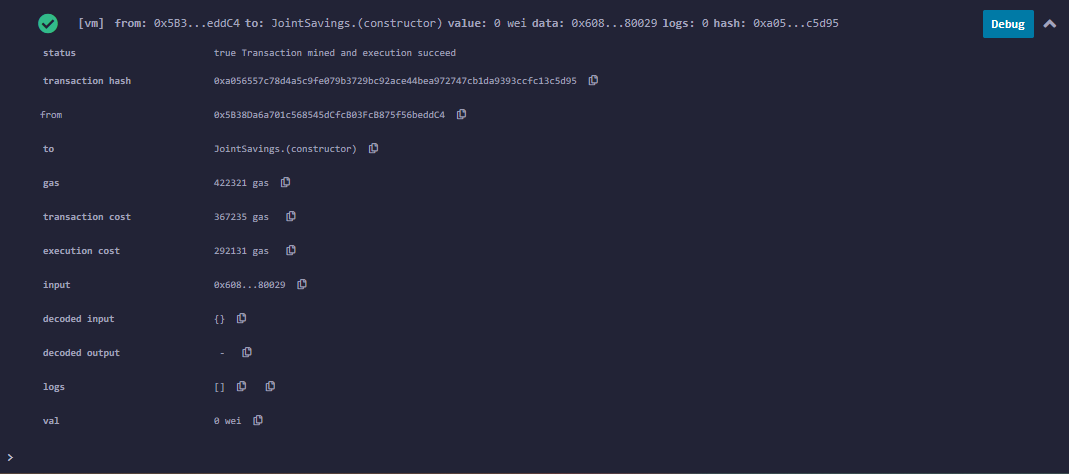 [vm] from: 0x5B3...eddC4 to: JointSavings.(constructor) value: 0 wei data: 0x608...80029 logs: 0 hash: 0xa05...c5d95 Debug
status true Transaction mined and execution succeed
transaction hash 0xa056557c78d4a5c9fe079b3729bc92ace44bea972747cb1da9393ccfc13c5d95
from 0x5B38Da6a701c568545dCfcB03FcB875f56beddC4
to JointSavings.(constructor)
gas 422321 gas
transaction cost 367235 gas
execution cost 292131 gas
input 0x608...80029
decoded input {}
decoded output -
logs []
val 0 wei
>